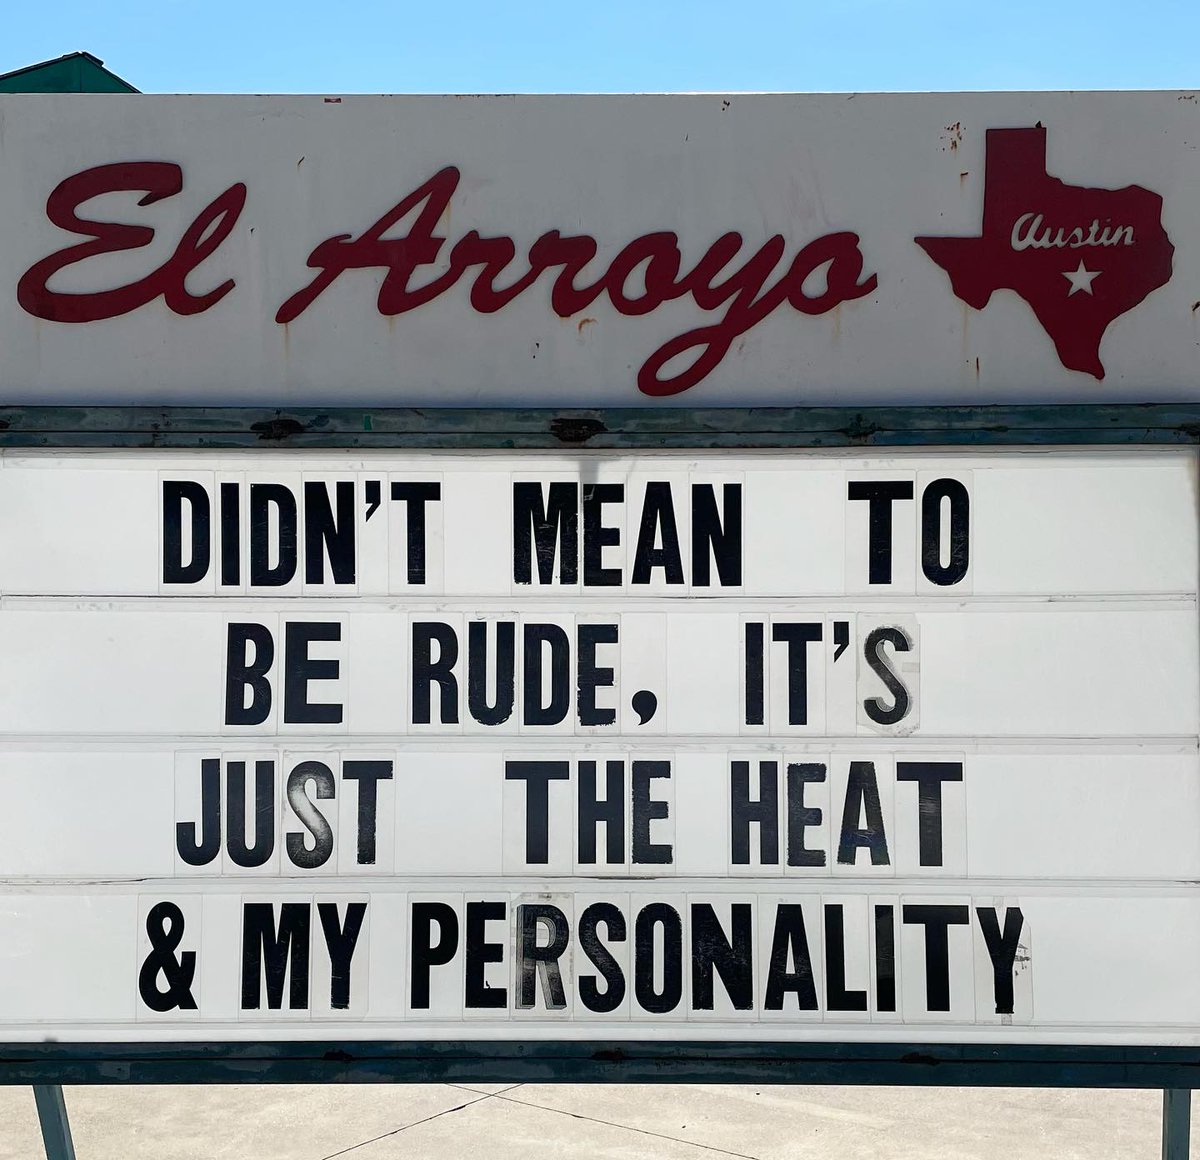 El Arroyo
Austin
DIDN'T MEAN TO
BE RUDE, IT'S
JUST THE HEAT
& MY PERSONALITY